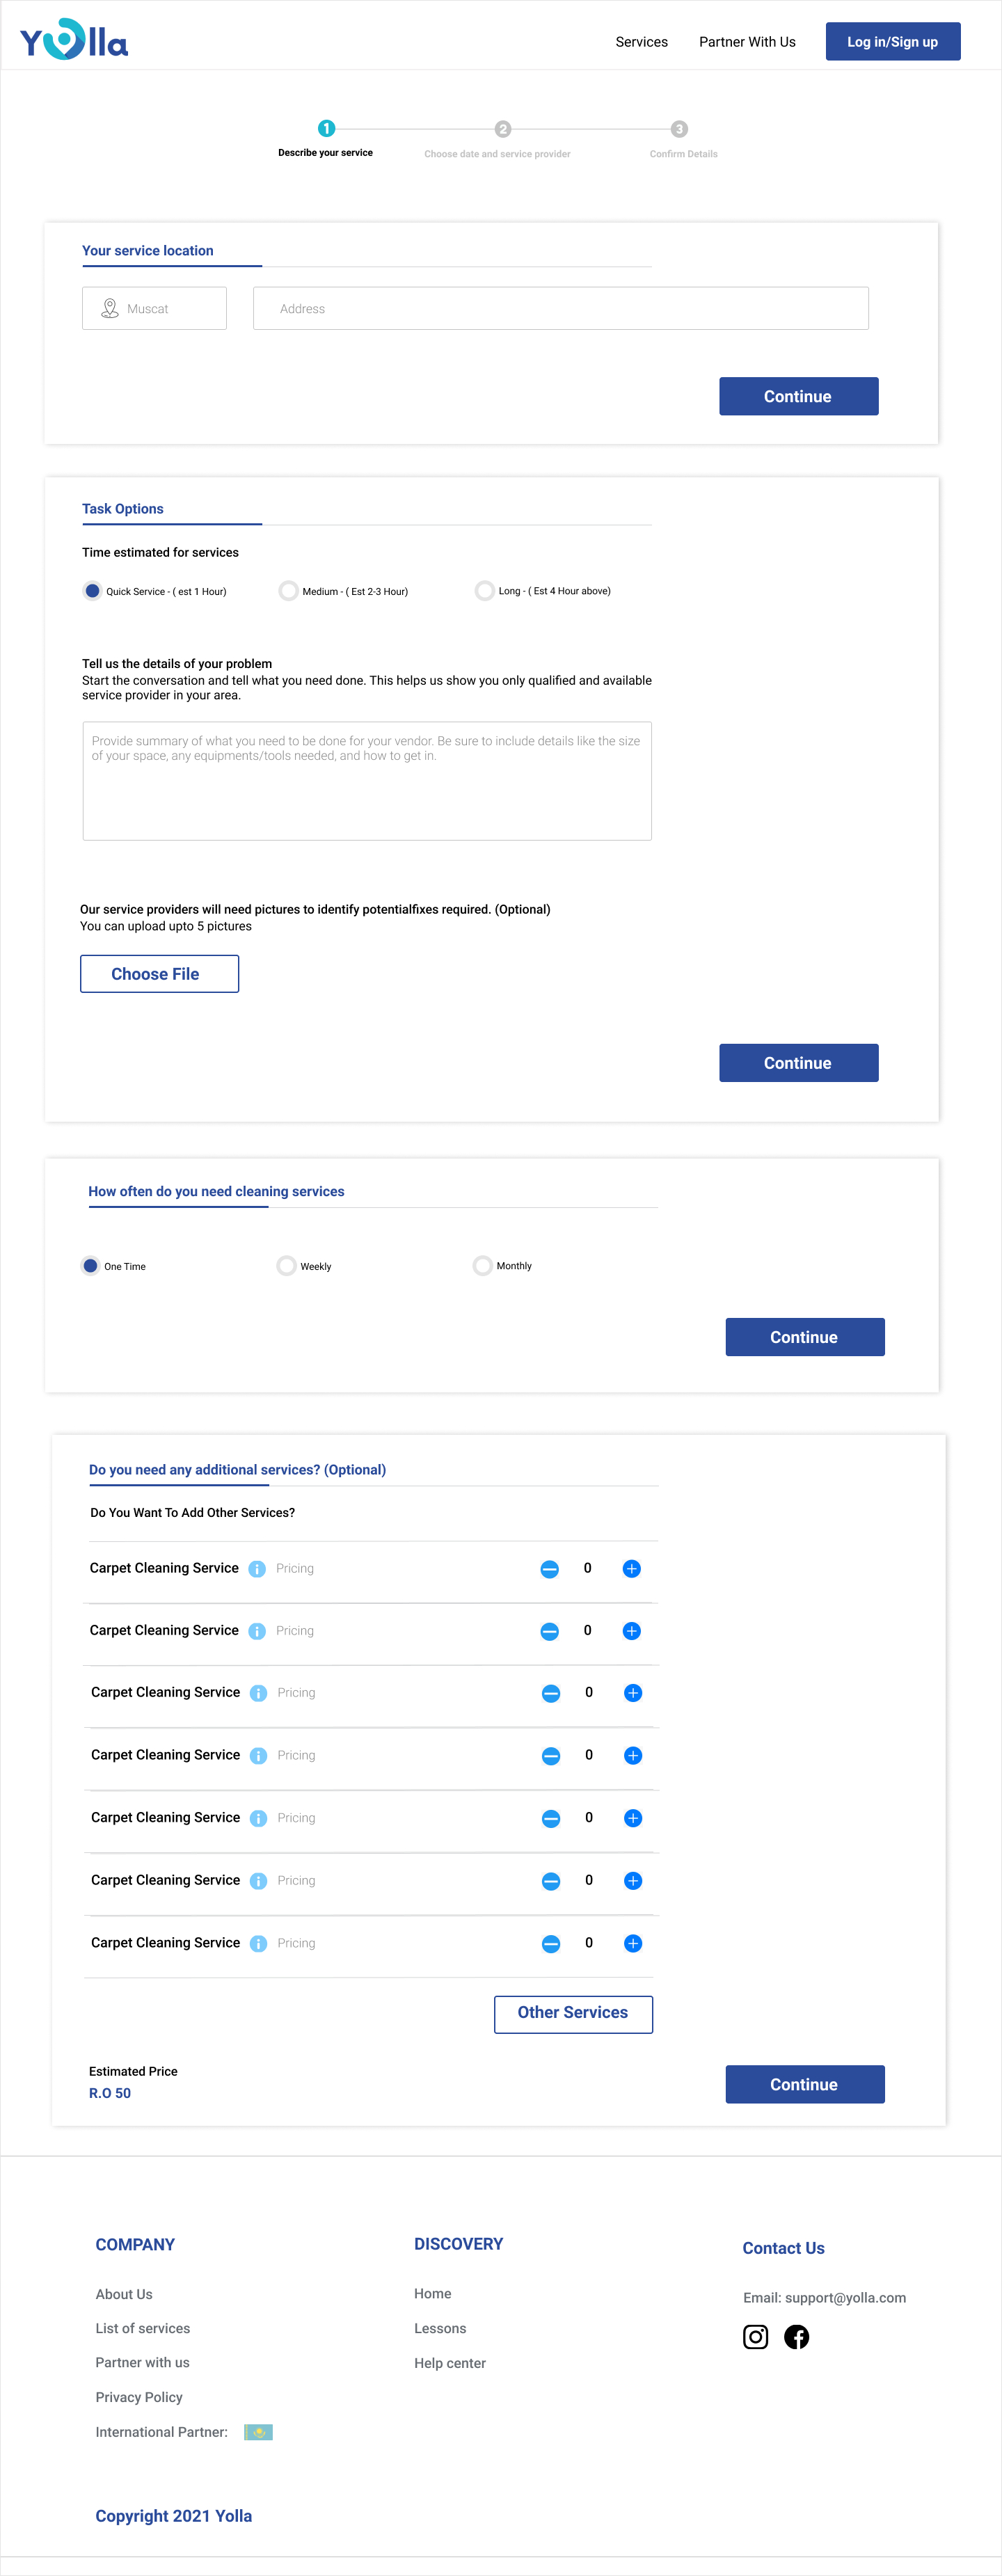 Yolla
Services Partner With Us Log in/Sign up
1 2 3
Describe your service Choose date and service provider Confirm Details
Your service location
Muscat Address
Continue
Task Options
Time estimated for services
Quick Service - ( est 1 Hour) Medium - ( Est 2-3 Hour) Long - ( Est 4 Hour above)
Tell us the details of your problem
Start the conversation and tell what you need done. This helps us show you only qualified and available
service provider in your area.
Provide summary of what you need to be done for your vendor. Be sure to include details like the size
of your space, any equipments/tools needed, and how to get in.
Our service providers will need pictures to identify potentialfixes required. (Optional)
You can upload upto 5 pictures
Choose File
Continue
How often do you need cleaning services
One Time Weekly Monthly
Continue
Do you need any additional services? (Optional)
Do You Want To Add Other Services?
Carpet Cleaning Service i Pricing 0
Carpet Cleaning Service i Pricing 0
Carpet Cleaning Service i Pricing 0
Carpet Cleaning Service i Pricing 0
Carpet Cleaning Service i Pricing 0
Carpet Cleaning Service i Pricing 0
Carpet Cleaning Service i Pricing 0
Other Services
Estimated Price
R.O 50
Continue
COMPANY
About Us
List of services
Partner with us
Privacy Policy
International Partner:
DISCOVERY
Home
Lessons
Help center
Contact Us
Email: support@yolla.com
Copyright 2021 Yolla